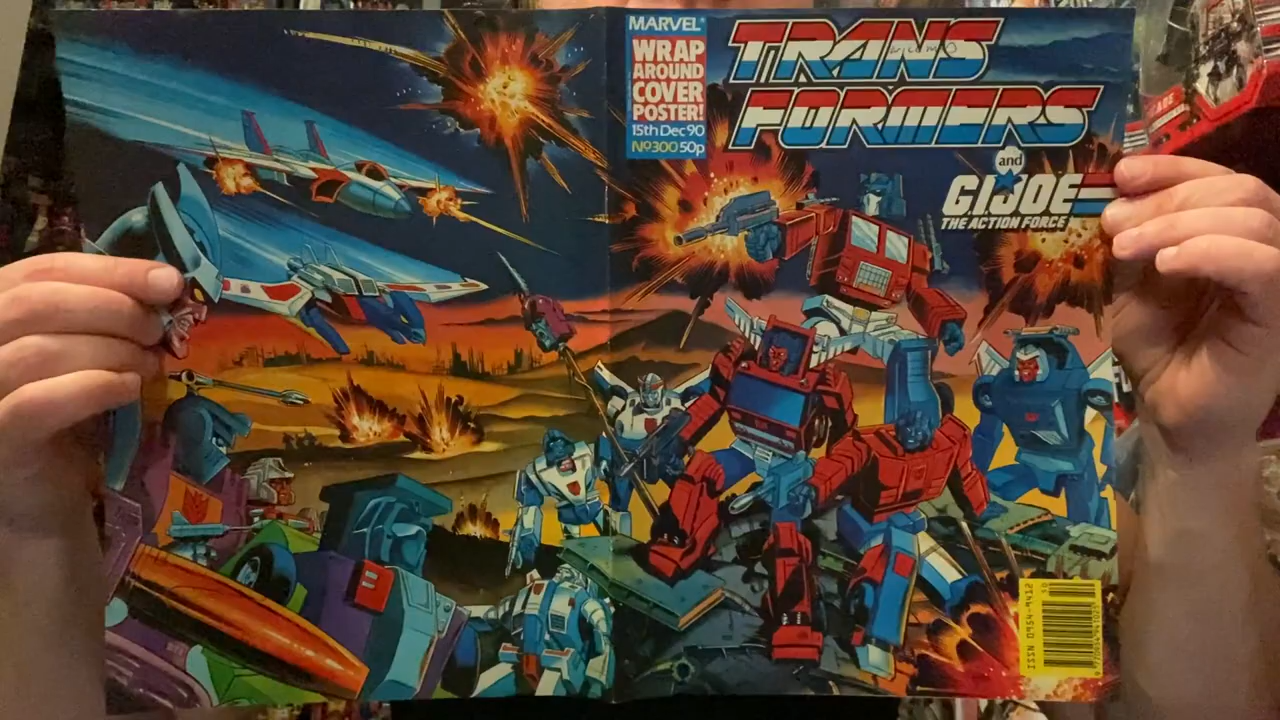 MARVEL
WRAP
AROUND
COVER
POSTER!
15th Dec 90
No300 50p
TRANS
FORMERS
and
G.I.JOE
THE ACTION FORCE
ISSN 0954-9412